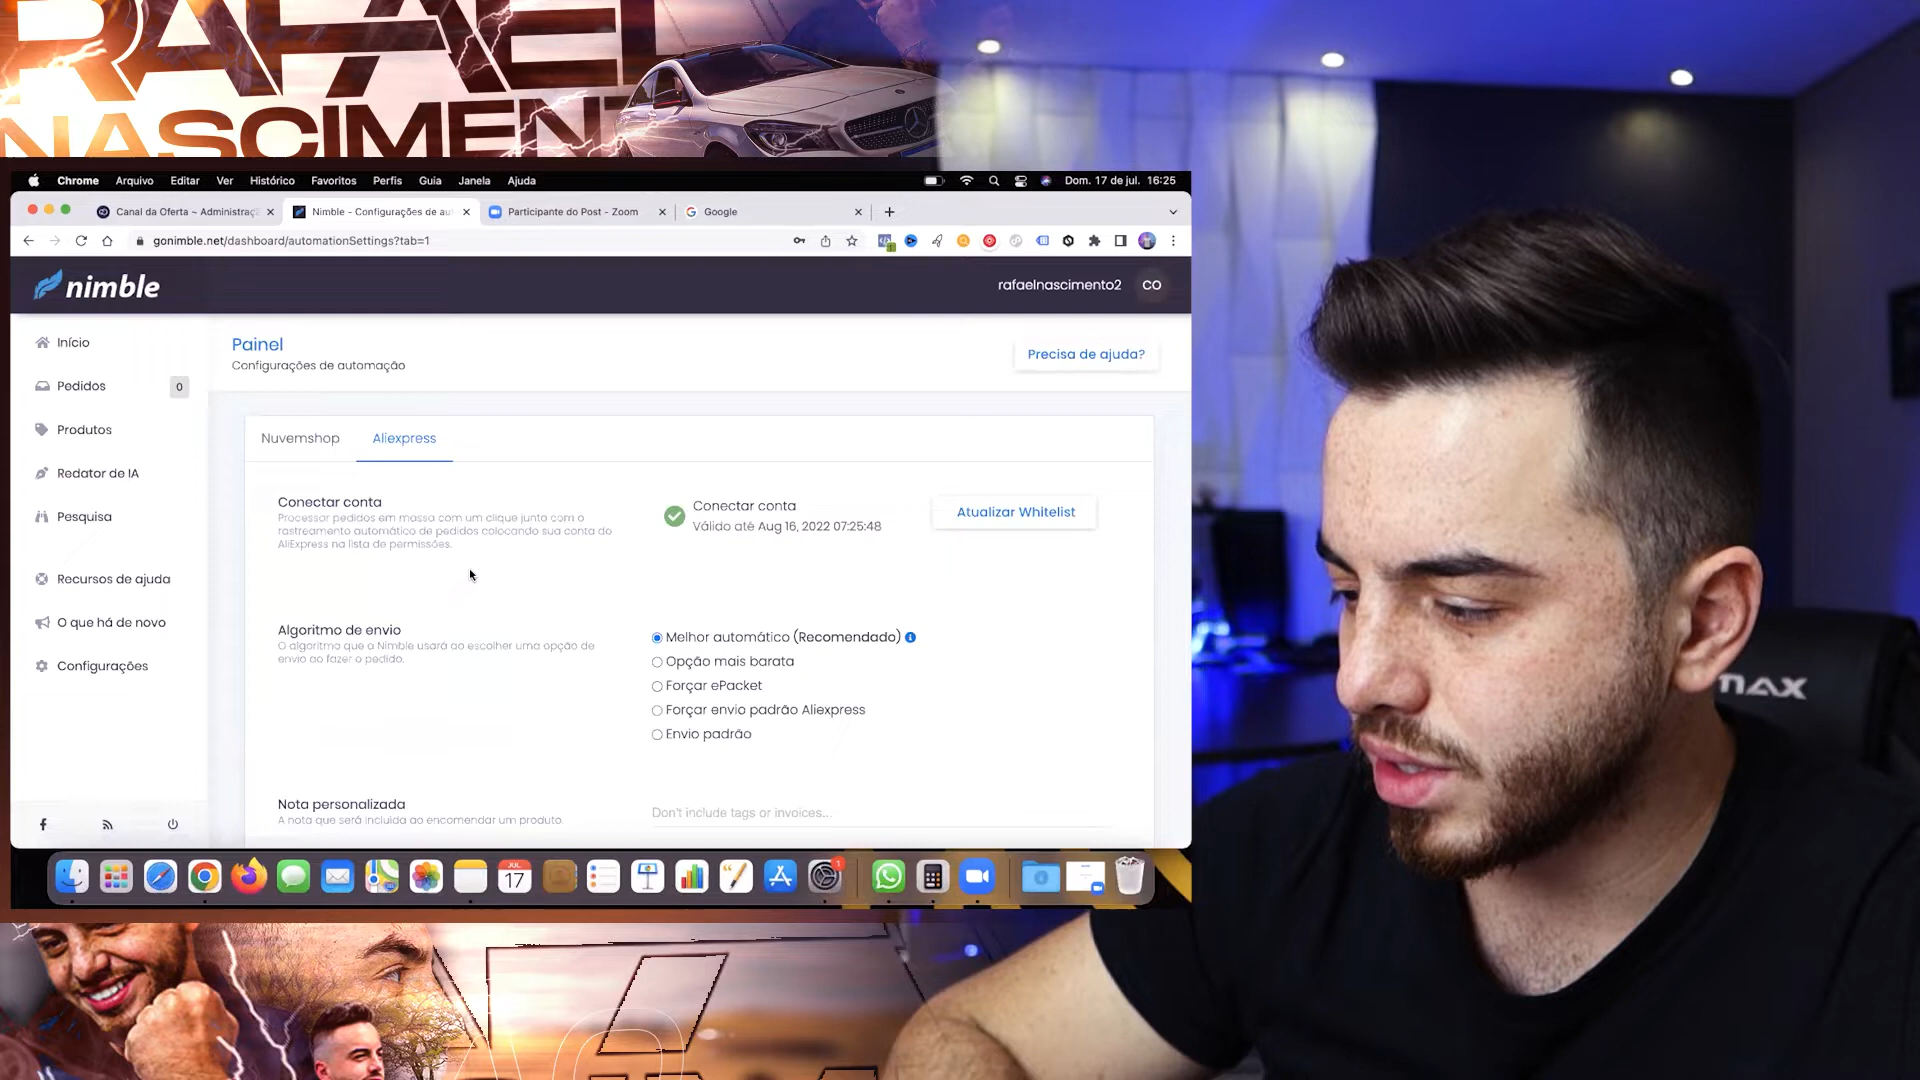 RAFAEL
NASCIMENT
Chrome Arquivo Editar Ver Histórico Favoritos Perfis Guia Janela Ajuda Dom. 17 de jul. 16:25
Canal da Oferta ~ Administraç Nimble - Configurações de au Participante do Post - Zoom Google
gonimble.net/dashboard/automationSettings?tab=1
nimble
rafaelnascimento2 CO
Início
Pedidos 0
Produtos
Redator de IA
Pesquisa
Recursos de ajuda
O que há de novo
Configurações
Painel
Configurações de automação
Precisa de ajuda?
Nuvemshop Aliexpress
Conectar conta
Processar pedidos em massa com um clique junto com o
rastreamento automático de pedidos colocando sua conta do
AliExpress na lista de permissões.
Conectar conta
Válido até Aug 16, 2022 07:25:48
Atualizar Whitelist
Algoritmo de envio
O algoritmo que a Nimble usará ao escolher uma opção de
envio ao fazer o pedido.
Melhor automático (Recomendado)
Opção mais barata
Forçar ePacket
Forçar envio padrão Aliexpress
Envio padrão
Nota personalizada
A nota que será incluída ao encomendar um produto.
Don't include tags or invoices...
JUL
17
1
MAX